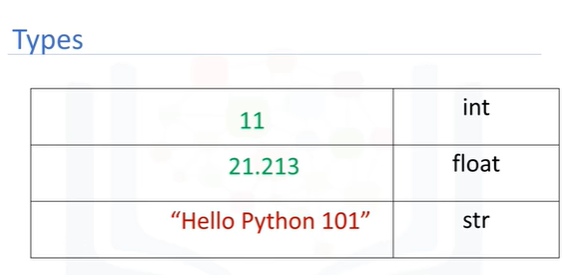 Types
11 int
21.213 float
“Hello Python 101” str